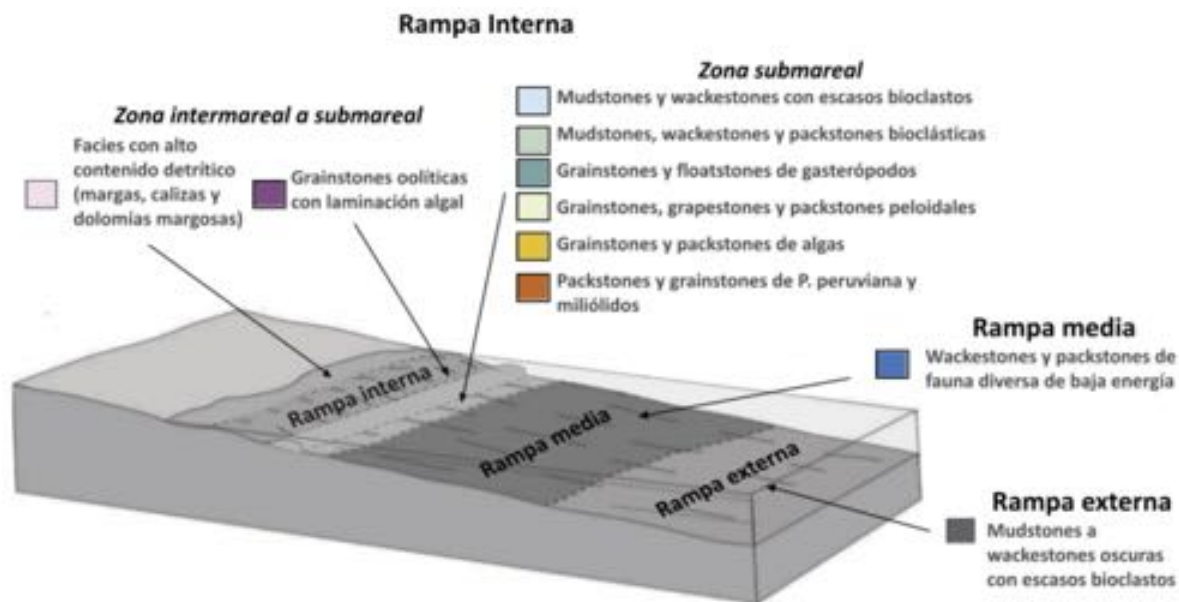 Rampa Interna
Zona intermareal a submareal
Facies con alto
contenido detrítico
(margas, calizas y
dolomías margosas)
Grainstones oolíticas
con laminación algal
Zona submareal
Mudstones y wackestones con escasos bioclastos
Mudstones, wackestones y packstones bioclásticas
Grainstones y floatstones de gasterópodos
Grainstones, grapestones y packstones peloidales
Grainstones y packstones de algas
Packstones y grainstones de P. peruviana y
miliólidos
Rampa media
Wackestones y packstones de
fauna diversa de baja energía
Rampa interna
Rampa media
Rampa externa
Rampa externa
Mudstones a
wackestones oscuras
con escasos bioclastos